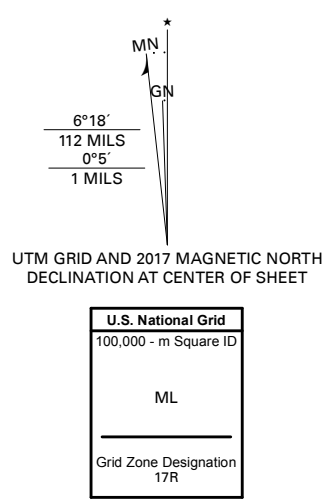 ★
MN
GN
6°18´
112 MILS
0°5´
1 MILS
UTM GRID AND 2017 MAGNETIC NORTH
DECLINATION AT CENTER OF SHEET
U.S. National Grid
100,000 - m Square ID
ML
Grid Zone Designation
17R